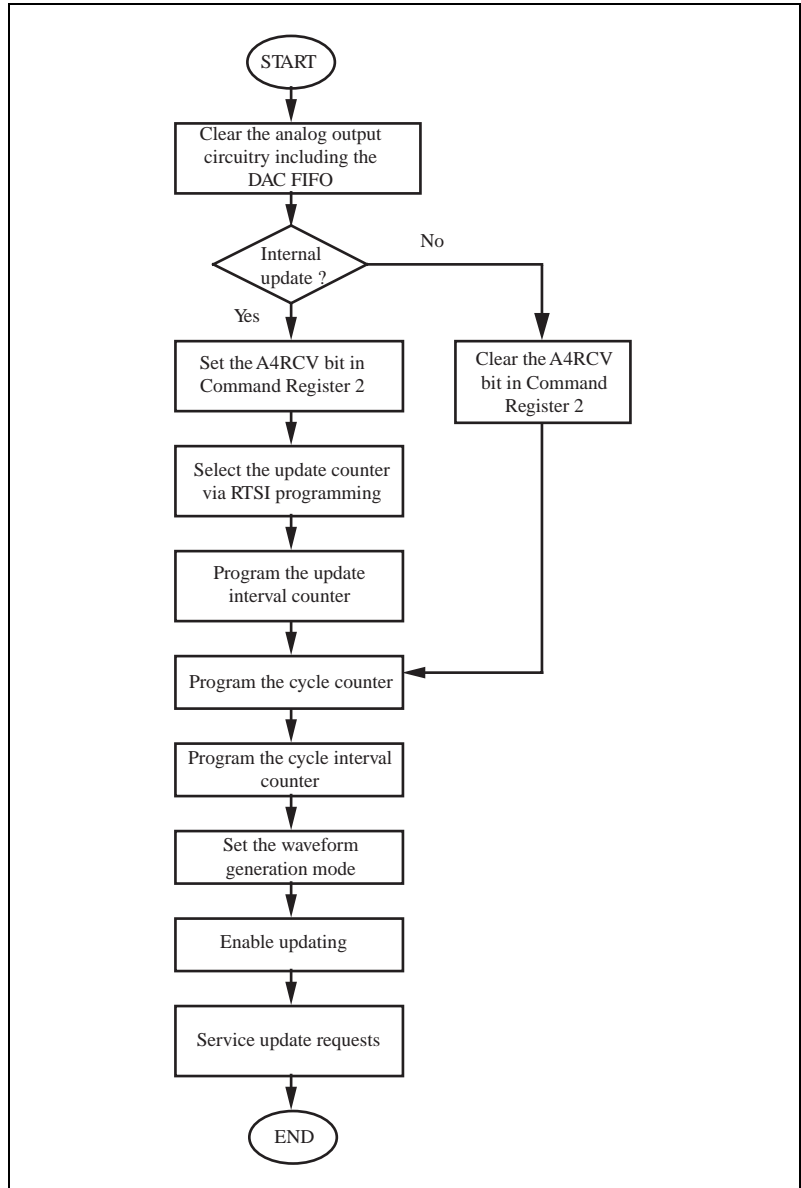 START
Clear the analog output
circuitry including the
DAC FIFO
Internal
update ?
No
Yes
Set the A4RCV bit in
Command Register 2
Clear the A4RCV
bit in Command
Register 2
Select the update counter
via RTSI programming
Program the update
interval counter
Program the cycle counter
Program the cycle interval
counter
Set the waveform
generation mode
Enable updating
Service update requests
END